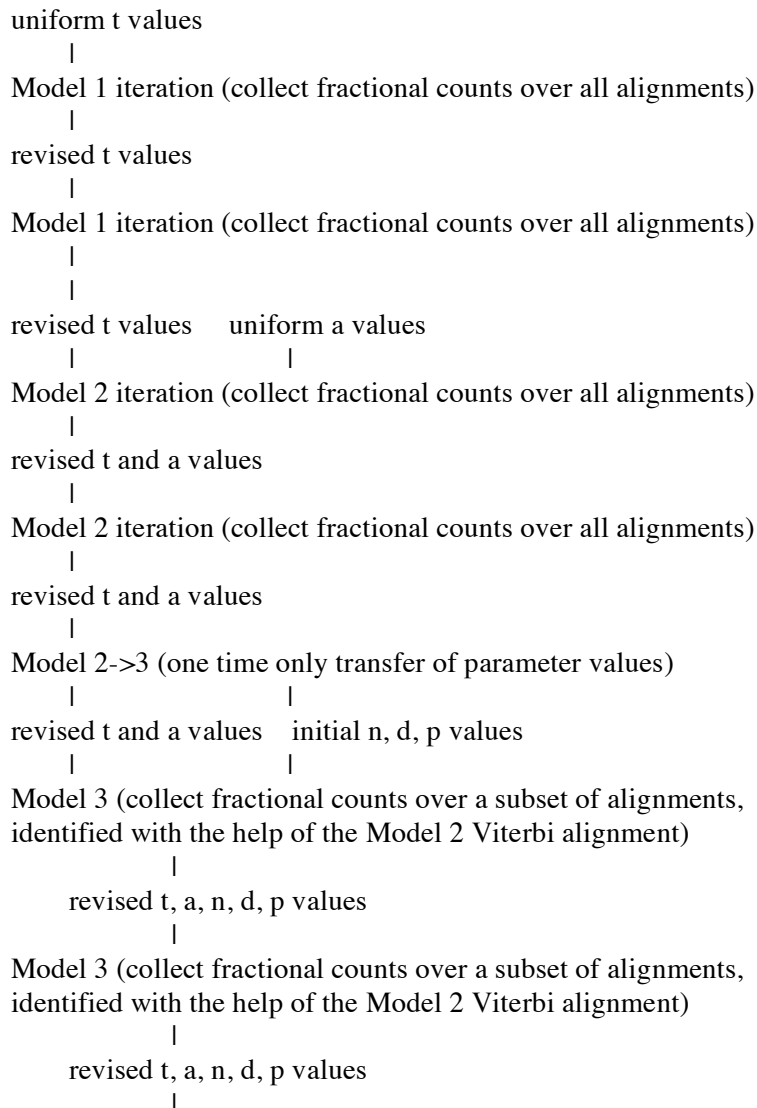 uniform t values
|
Model 1 iteration (collect fractional counts over all alignments)
|
revised t values
|
Model 1 iteration (collect fractional counts over all alignments)
|
|
revised t values uniform a values
| |
Model 2 iteration (collect fractional counts over all alignments)
|
revised t and a values
|
Model 2 iteration (collect fractional counts over all alignments)
|
revised t and a values
|
Model 2->3 (one time only transfer of parameter values)
| |
revised t and a values initial n, d, p values
| |
Model 3 (collect fractional counts over a subset of alignments,
identified with the help of the Model 2 Viterbi alignment)
|
revised t, a, n, d, p values
|
Model 3 (collect fractional counts over a subset of alignments,
identified with the help of the Model 2 Viterbi alignment)
|
revised t, a, n, d, p values
|